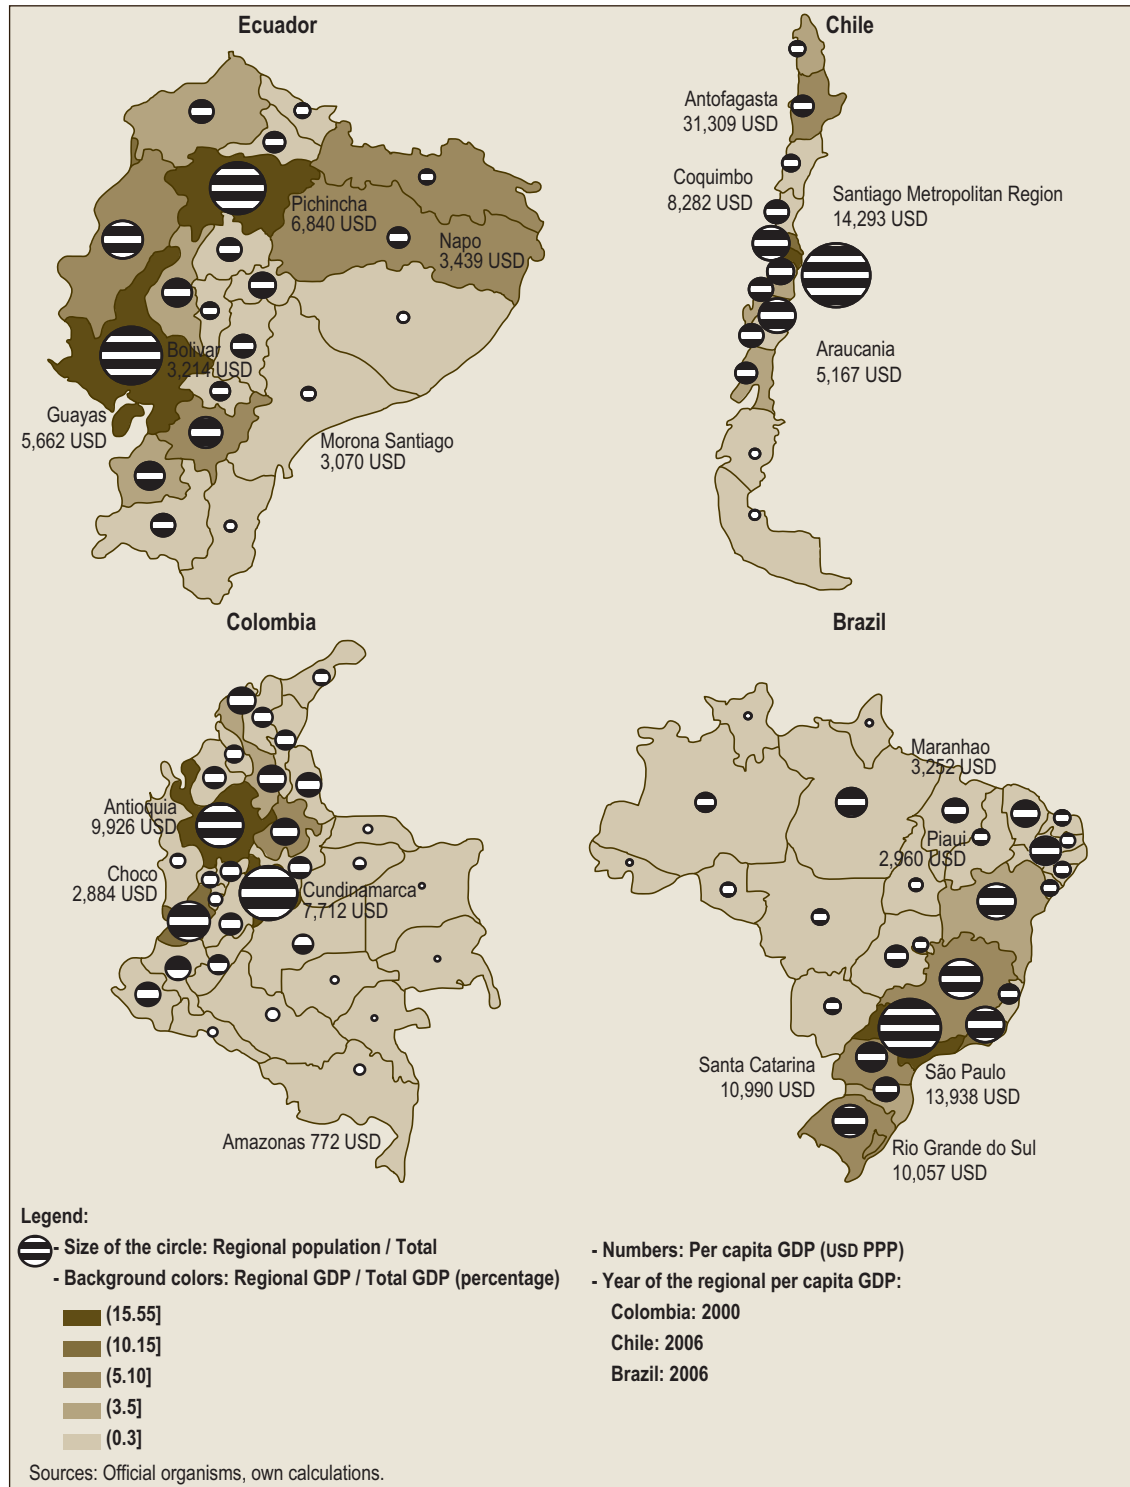 Ecuador
Pichincha
6,840 USD
Napo
3,439 USD
Bolivar
3,214 USD
Guayas
5,662 USD
Morona Santiago
3,070 USD
Chile
Antofagasta
31,309 USD
Coquimbo
8,282 USD
Santiago Metropolitan Region
14,293 USD
Araucania
5,167 USD
Colombia
Antioquia
9,926 USD
Choco
2,884 USD
Cundinamarca
7,712 USD
Amazonas 772 USD
Brazil
Maranhao
3,252 USD
Piaui
2,960 USD
Santa Catarina
10,990 USD
São Paulo
13,938 USD
Rio Grande do Sul
10,057 USD
Legend:
- Size of the circle: Regional population / Total
- Background colors: Regional GDP / Total GDP (percentage)
(15.55]
(10.15]
(5.10]
(3.5]
(0.3]
- Numbers: Per capita GDP (USD PPP)
- Year of the regional per capita GDP:
Colombia: 2000
Chile: 2006
Brazil: 2006
Sources: Official organisms, own calculations.